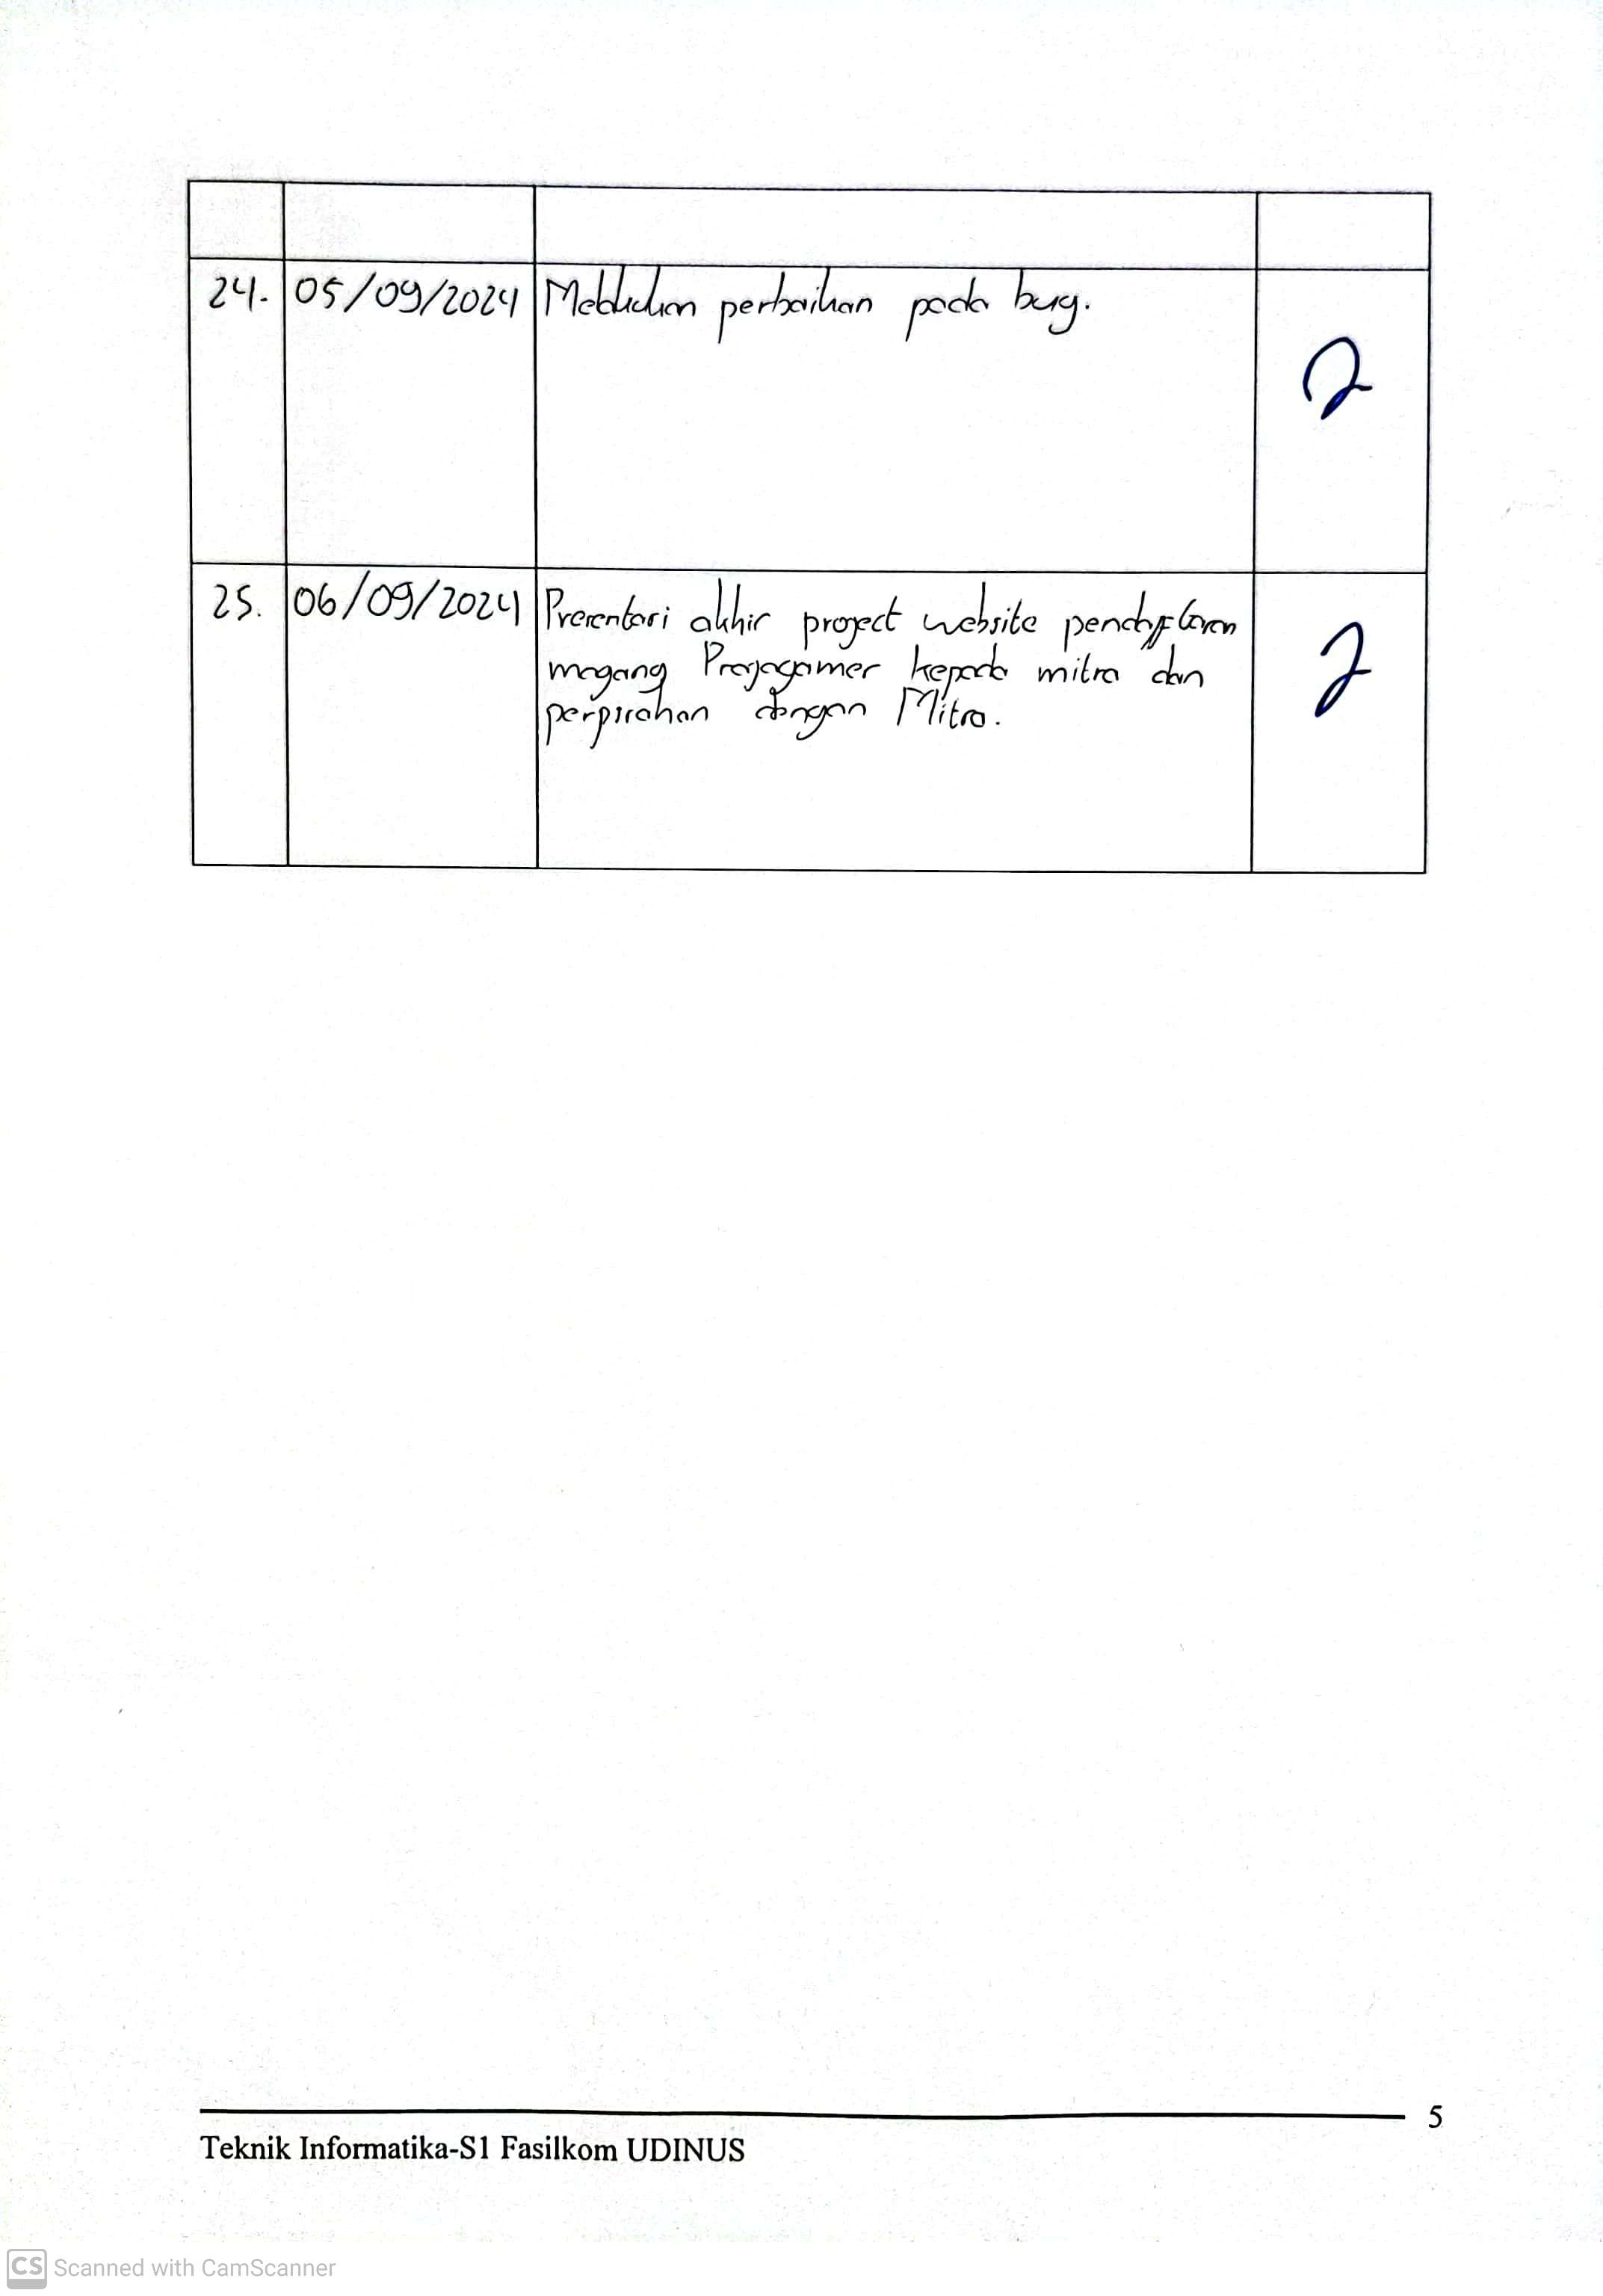 24. 05/09/2024 Melakukan perbaikan pada bug.
25. 06/09/2024 Presentasi akhir project website pendaftaran
magang Prajagamer kepada mitra dan
perpisahan dengan Mitra.
5
Teknik Informatika-S1 Fasilkom UDINUS
CS Scanned with CamScanner